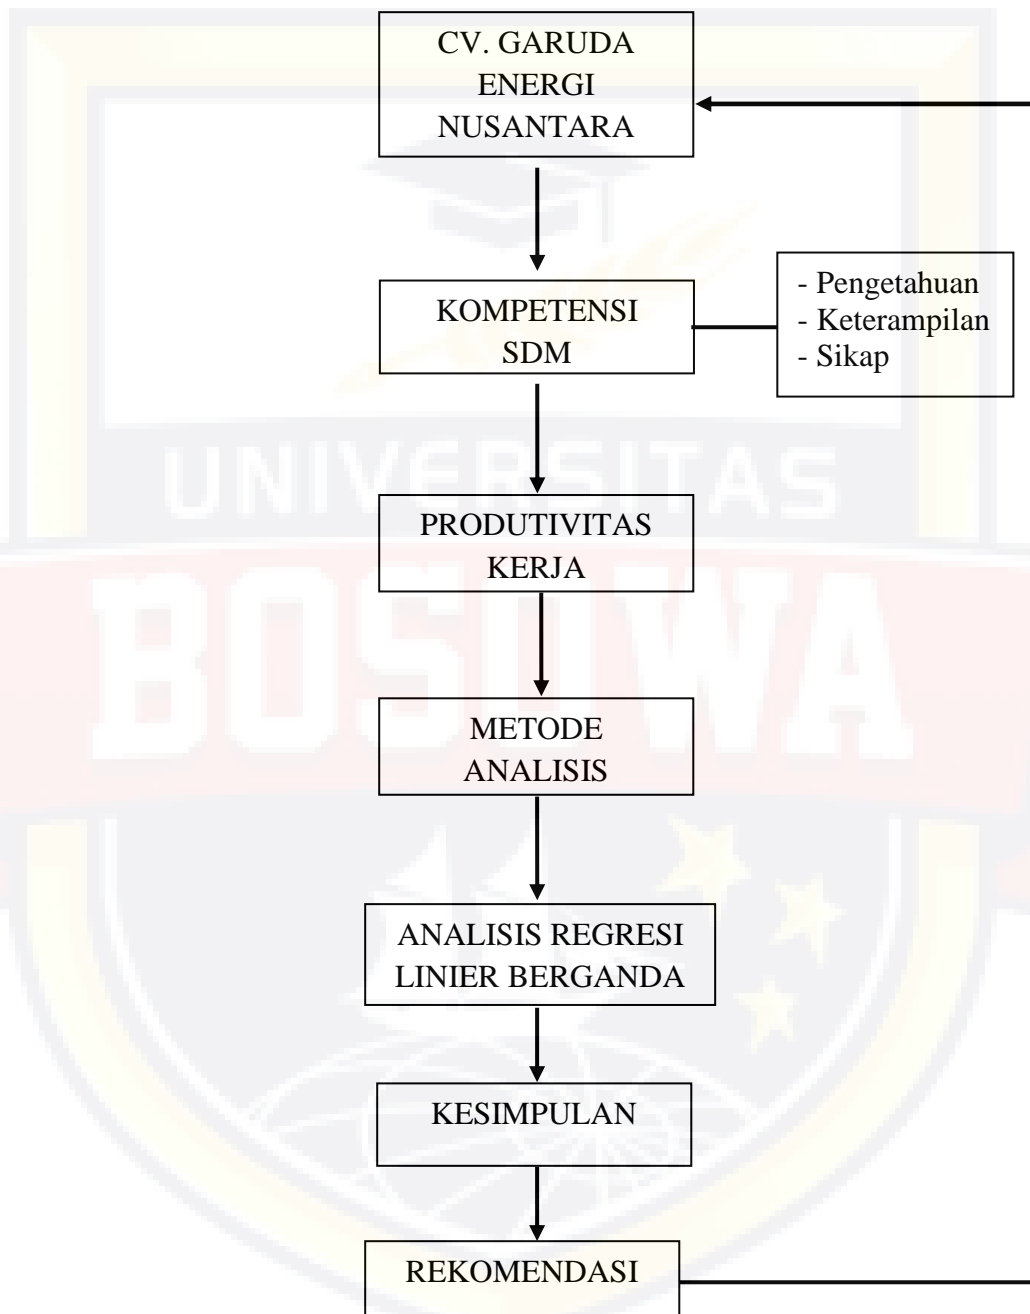 CV. GARUDA
ENERGI
NUSANTARA
KOMPETENSI
SDM
- Pengetahuan
- Keterampilan
- Sikap
UNIVERSITAS
PRODUTIVITAS
KERJA
BOSOWA
METODE
ANALISIS
ANALISIS REGRESI
LINIER BERGANDA
KESIMPULAN
REKOMENDASI